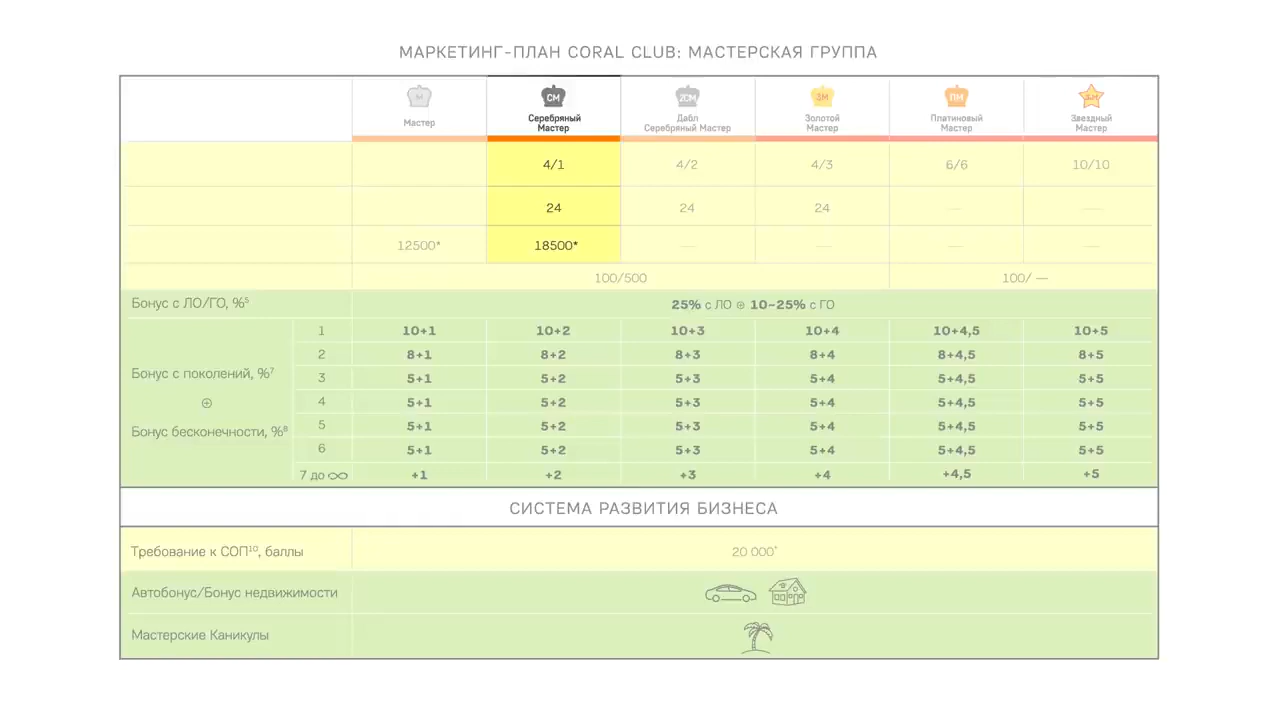 МАРКЕТИНГ-ПЛАН CORAL CLUB: МАСТЕРСКАЯ ГРУППА
М СМ 2СМ 3М ПМ ЗМ
Мастер Серебряный Мастер Дабл Серебряный Мастер Золотой Мастер Платиновый Мастер Звездный Мастер
4/1 4/2 4/3 6/6 10/10
24 24 24 — —
12500* 18500* — — — —
100/500 100/ —
Бонус с ЛО/ГО, %⁵ 25% с ЛО ⊕ 10-25% с ГО
1 10+1 10+2 10+3 10+4 10+4,5 10+5
2 8+1 8+2 8+3 8+4 8+4,5 8+5
Бонус с поколений, %⁷ 3 5+1 5+2 5+3 5+4 5+4,5 5+5
⊕ 4 5+1 5+2 5+3 5+4 5+4,5 5+5
Бонус бесконечности, %⁸ 5 5+1 5+2 5+3 5+4 5+4,5 5+5
6 5+1 5+2 5+3 5+4 5+4,5 5+5
7 до ∞ +1 +2 +3 +4 +4,5 +5
СИСТЕМА РАЗВИТИЯ БИЗНЕСА
Требование к СОП¹⁰, баллы 20 000*
Автобонус/Бонус недвижимости
Мастерские Каникулы